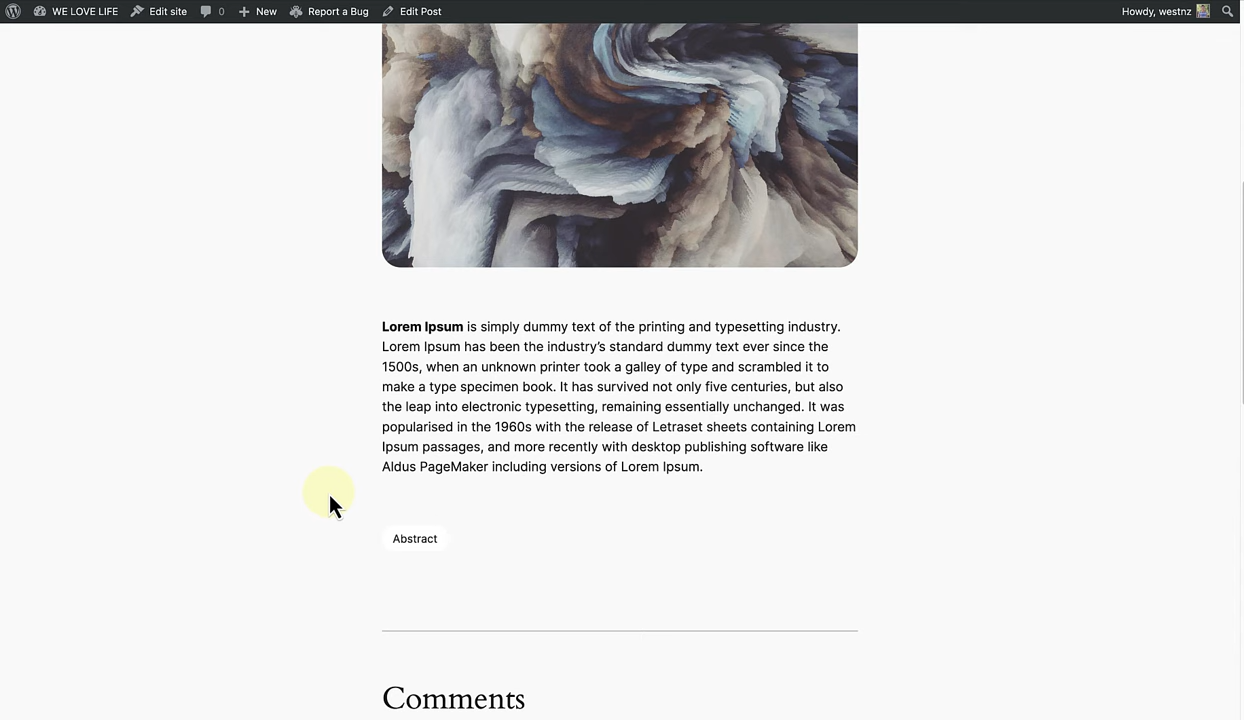 WE LOVE LIFE Edit site 0 New Report a Bug Edit Post Howdy, westnz
Lorem Ipsum is simply dummy text of the printing and typesetting industry.
Lorem Ipsum has been the industry’s standard dummy text ever since the
1500s, when an unknown printer took a galley of type and scrambled it to
make a type specimen book. It has survived not only five centuries, but also
the leap into electronic typesetting, remaining essentially unchanged. It was
popularised in the 1960s with the release of Letraset sheets containing Lorem
Ipsum passages, and more recently with desktop publishing software like
Aldus PageMaker including versions of Lorem Ipsum.
Abstract
Comments